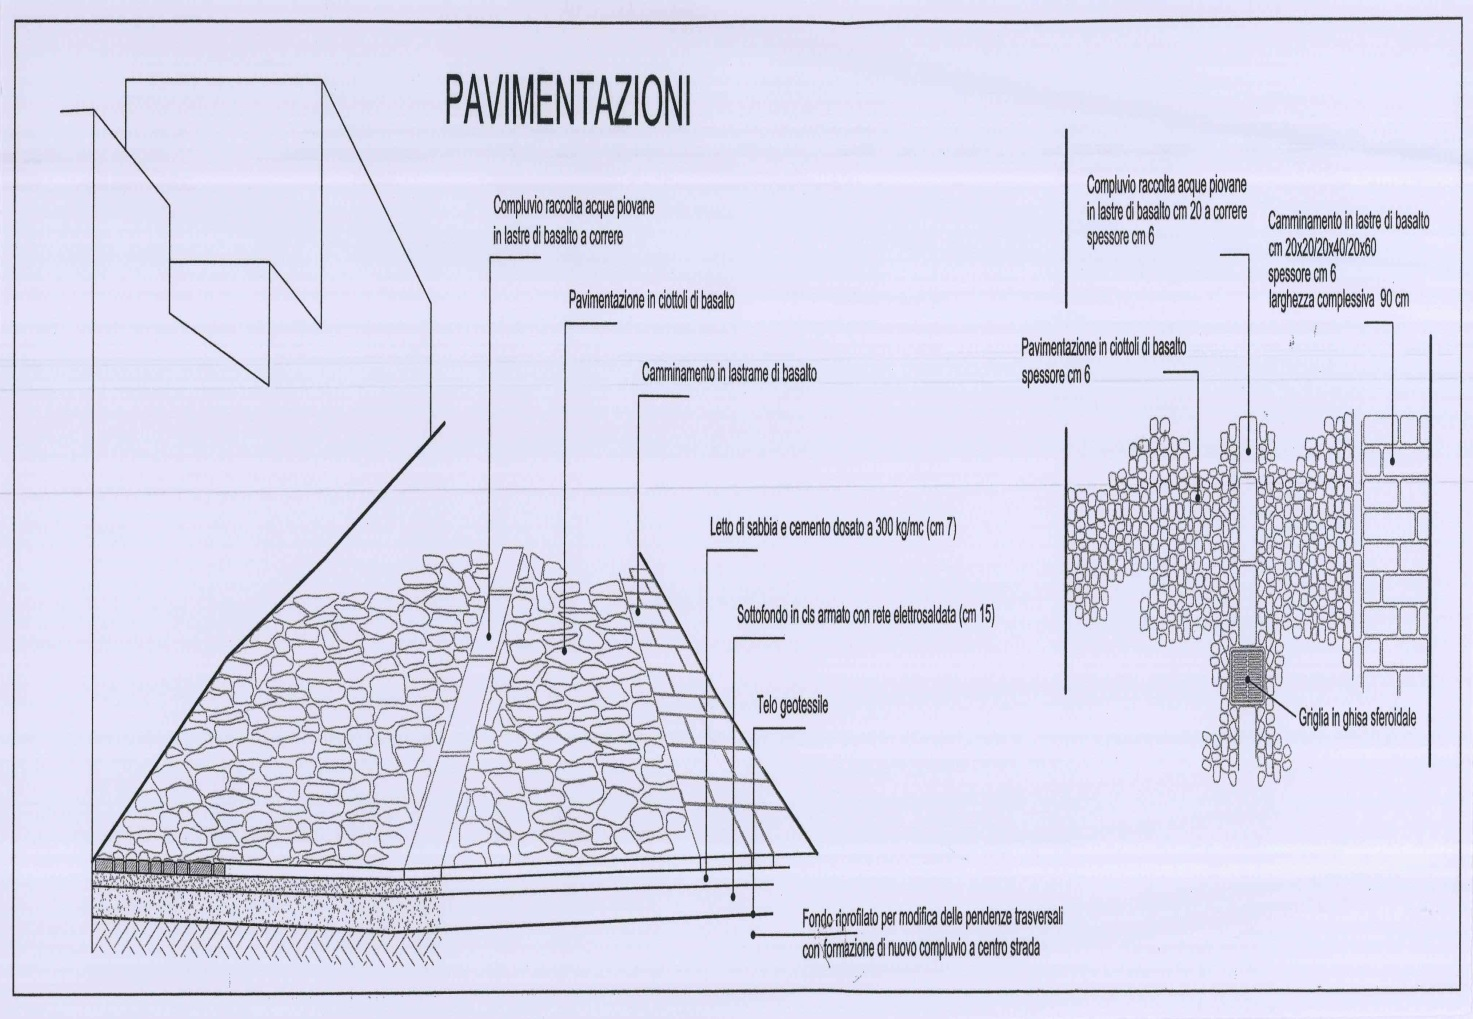 PAVIMENTAZIONI
Compluvio raccolta acque piovane
in lastre di basalto a correre
Pavimentazione in ciottoli di basalto
Camminamento in lastrame di basalto
Letto di sabbia e cemento dosato a 300 kg/mc (cm 7)
Sottofondo in cls armato con rete elettrosaldata (cm 15)
Telo geotessile
Fondo riprofilato per modifica delle pendenze trasversali
con formazione di nuovo compluvio a centro strada
Compluvio raccolta acque piovane
in lastre di basalto cm 20 a correre
spessore cm 6
Camminamento in lastre di basalto
cm 20x20/20x40/20x60
spessore cm 6
larghezza complessiva 90 cm
Pavimentazione in ciottoli di basalto
spessore cm 6
Griglia in ghisa sferoidale